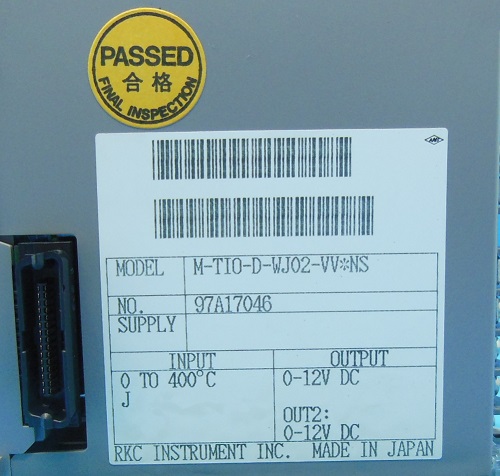 PASSED
合格
FINAL INSPECTION
MODEL M-TIO-D-WJ02-VV*NS
NO. 97A17046
SUPPLY
INPUT OUTPUT
0 TO 400°C 0-12V DC
J
OUT2:
0-12V DC
RKC INSTRUMENT INC. MADE IN JAPAN